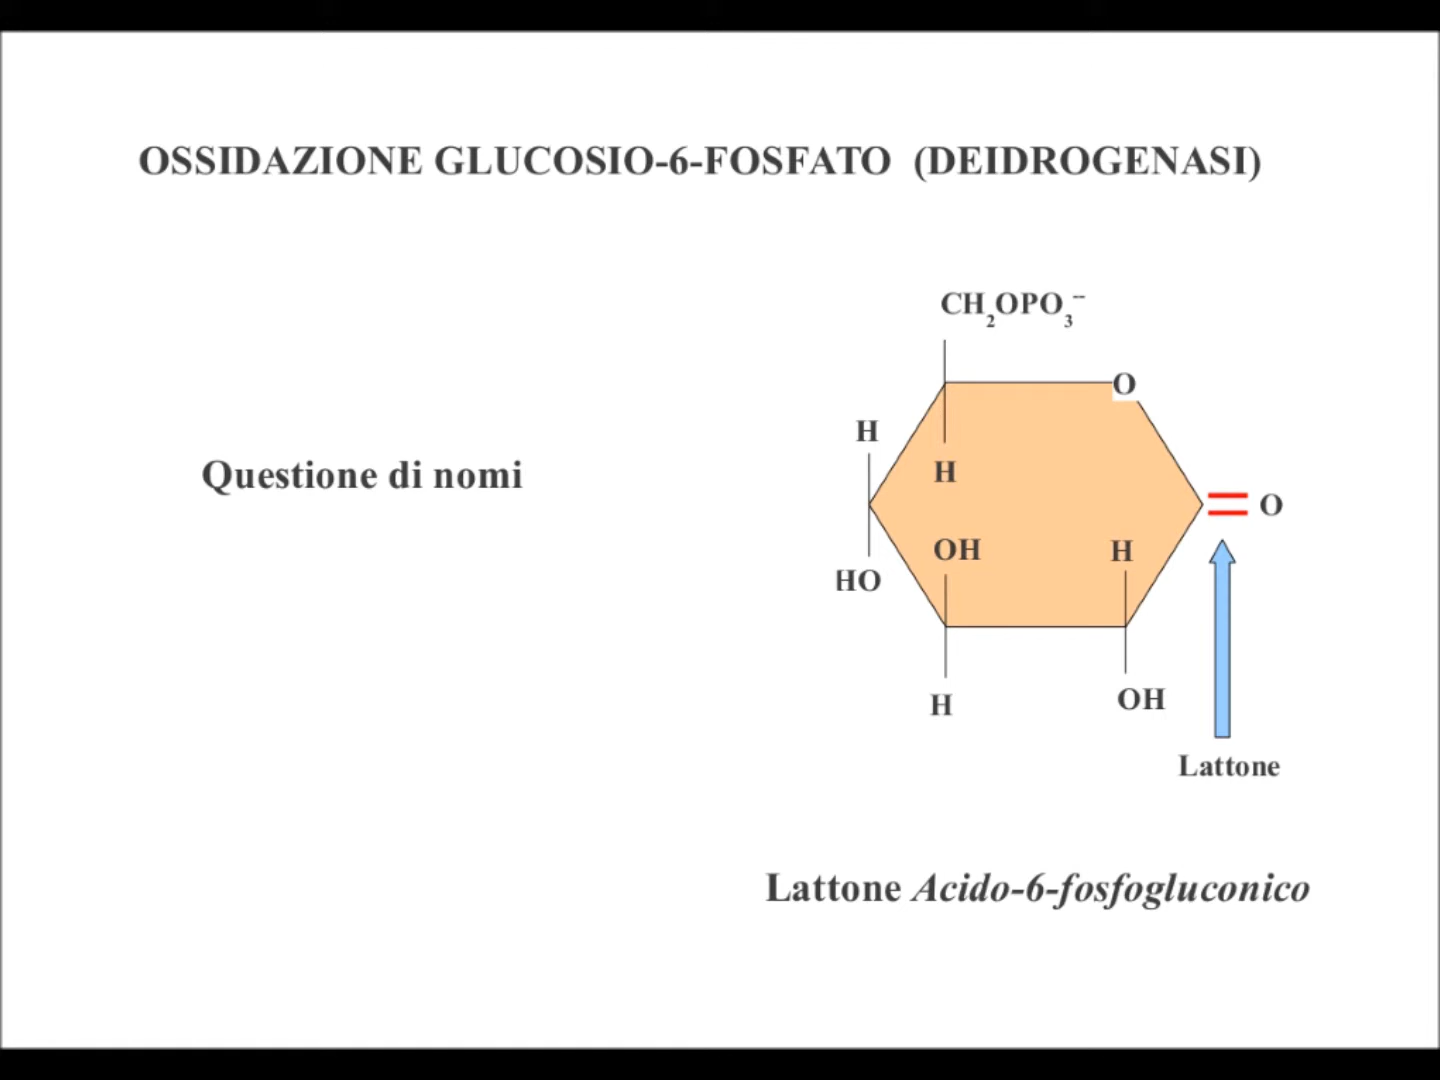 OSSIDAZIONE GLUCOSIO-6-FOSFATO (DEIDROGENASI)
CH2OPO3--
O
H
H
Questione di nomi
O
OH
H
HO
H
OH
Lattone
Lattone Acido-6-fosfogluconico